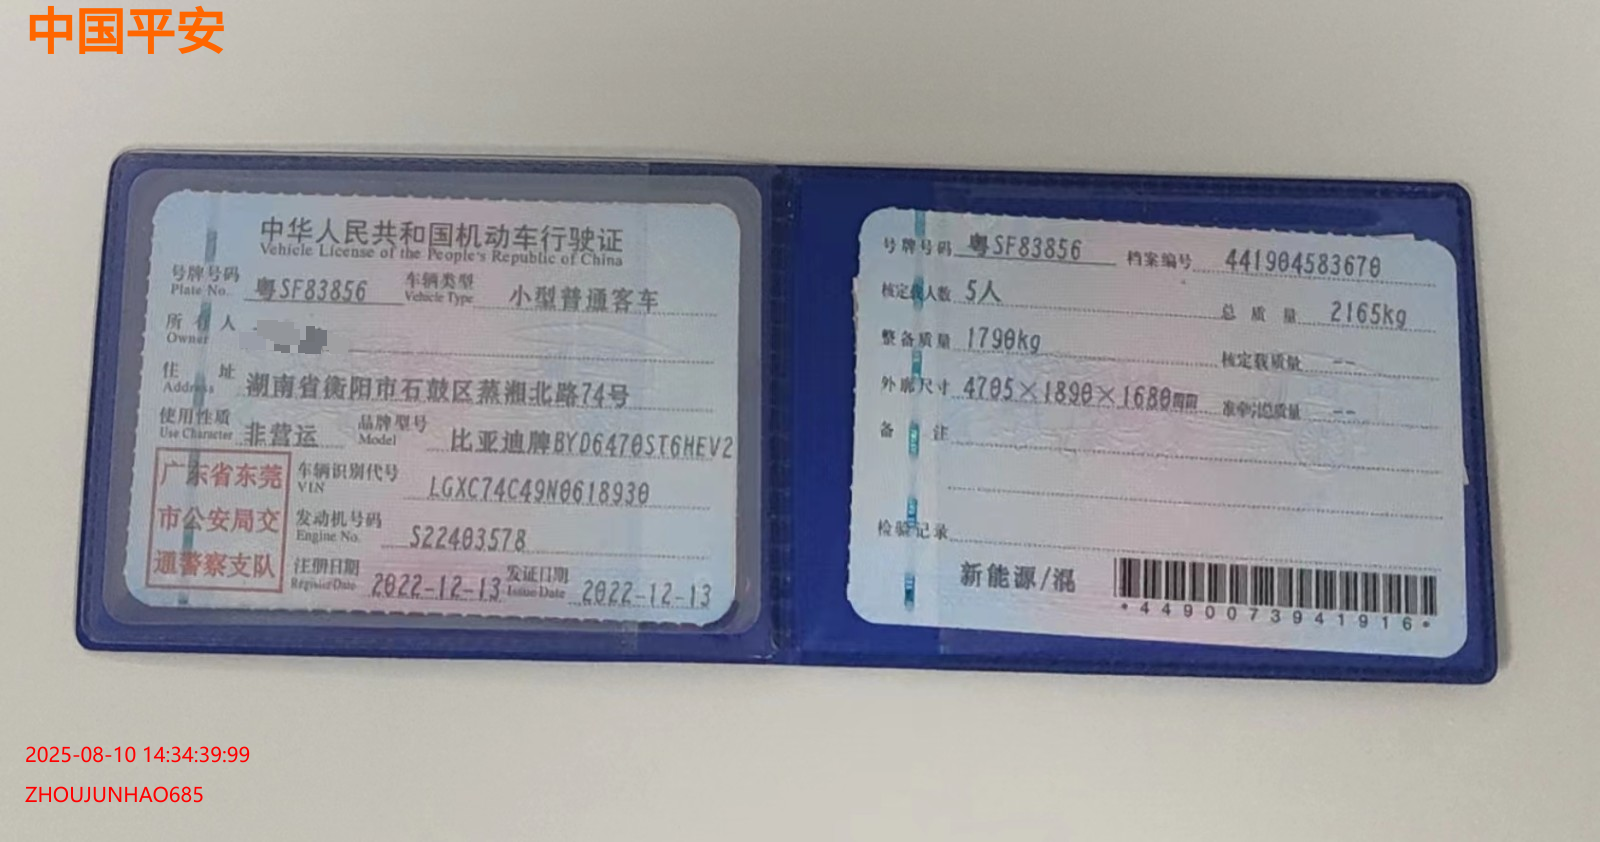 中国平安
中华人民共和国机动车行驶证
Vehicle License of the People's Republic of China
号牌号码 粤SF83856 车辆类型 小型普通客车
Plate No. Vehicle Type
所有人
Owner
住址 湖南省衡阳市石鼓区蒸湘北路74号
Address
使用性质 非营运 品牌型号 比亚迪牌BYD6470ST6HEV2
Use Character Model
广东省东莞
市公安局交
通警察支队
车辆识别代号 LGXC74C49N0618930
VIN
发动机号码 S22403578
Engine No.
注册日期 2022-12-13 发证日期 2022-12-13
Register Date Issue Date
号牌号码 粤SF83856 档案编号 441904583670
核定载人数 5人 总质量 2165kg
整备质量 1790kg 核定载质量 --
外廓尺寸 4705×1890×1680mm 准牵引总质量 --
备注
检验记录
新能源/混
*4490073941916*
2025-08-10 14:34:39:99
ZHOUJUNHAO685